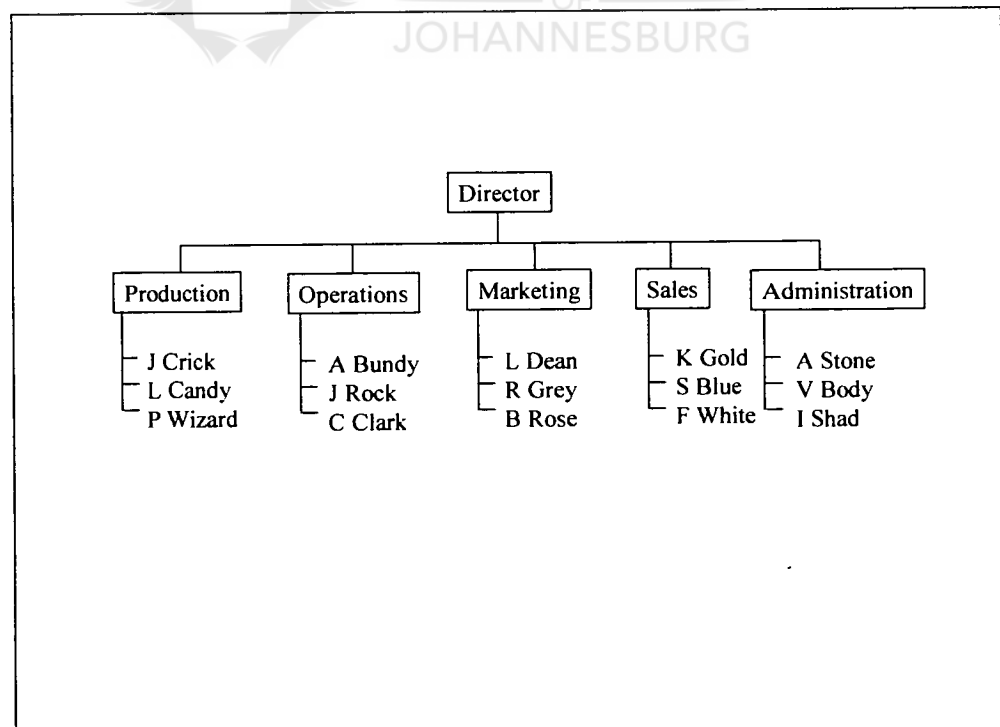 OF
JOHANNESBURG
Director
Production
Operations
Marketing
Sales
Administration
J Crick
L Candy
P Wizard
A Bundy
J Rock
C Clark
L Dean
R Grey
B Rose
K Gold
S Blue
F White
A Stone
V Body
I Shad